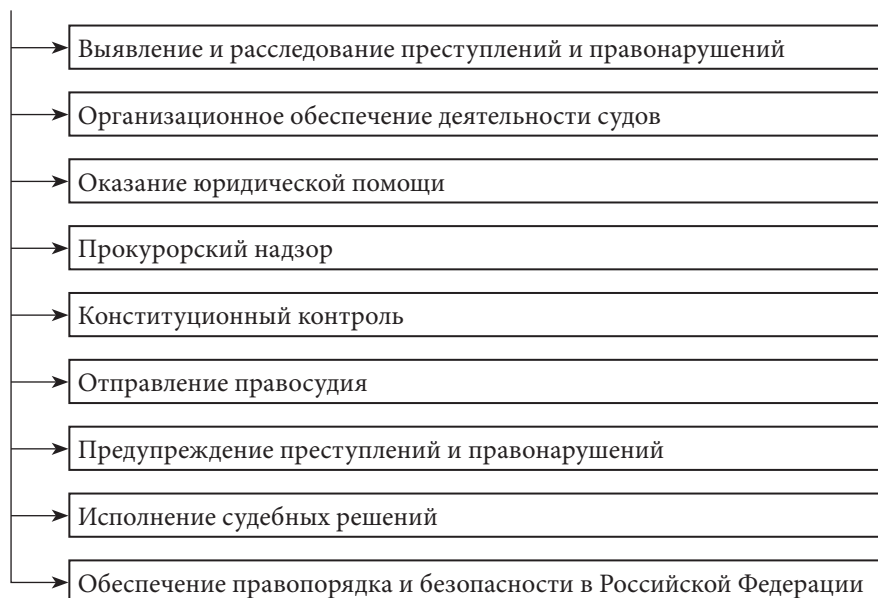 Выявление и расследование преступлений и правонарушений
Организационное обеспечение деятельности судов
Оказание юридической помощи
Прокурорский надзор
Конституционный контроль
Отправление правосудия
Предупреждение преступлений и правонарушений
Исполнение судебных решений
Обеспечение правопорядка и безопасности в Российской Федерации